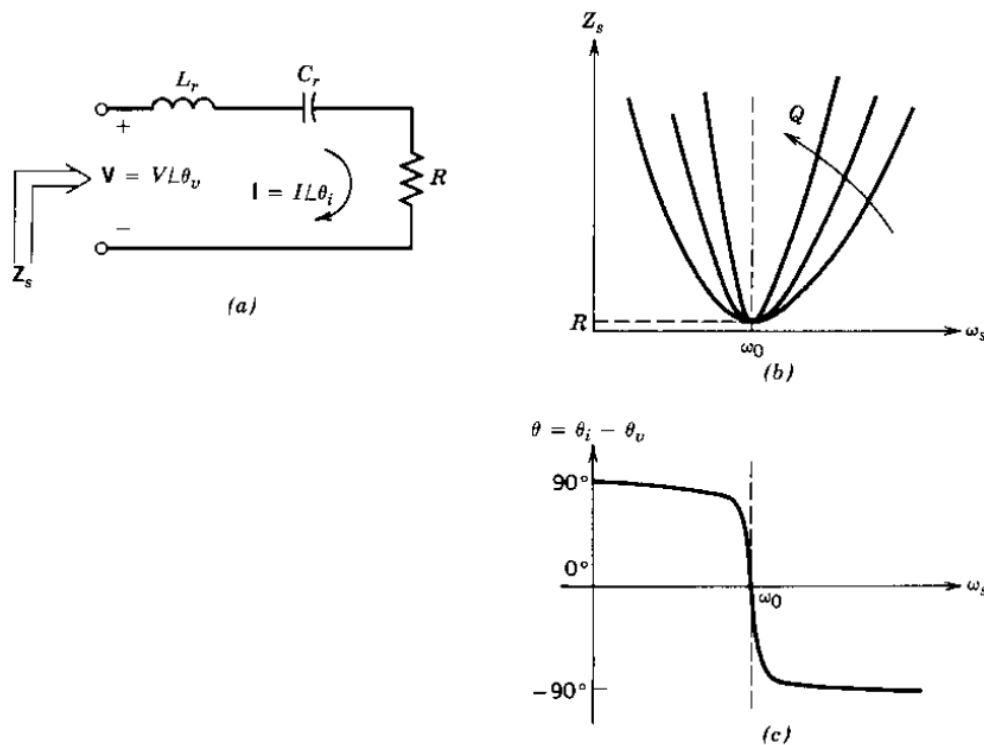 L_r
C_r
+
V = V∠θ_v
I = I∠θ_i
R
−
Z_s
(a)
Z_s
Q
R
ω_0
ω_s
(b)
θ = θ_i − θ_v
90°
0°
ω_0
ω_s
−90°
(c)